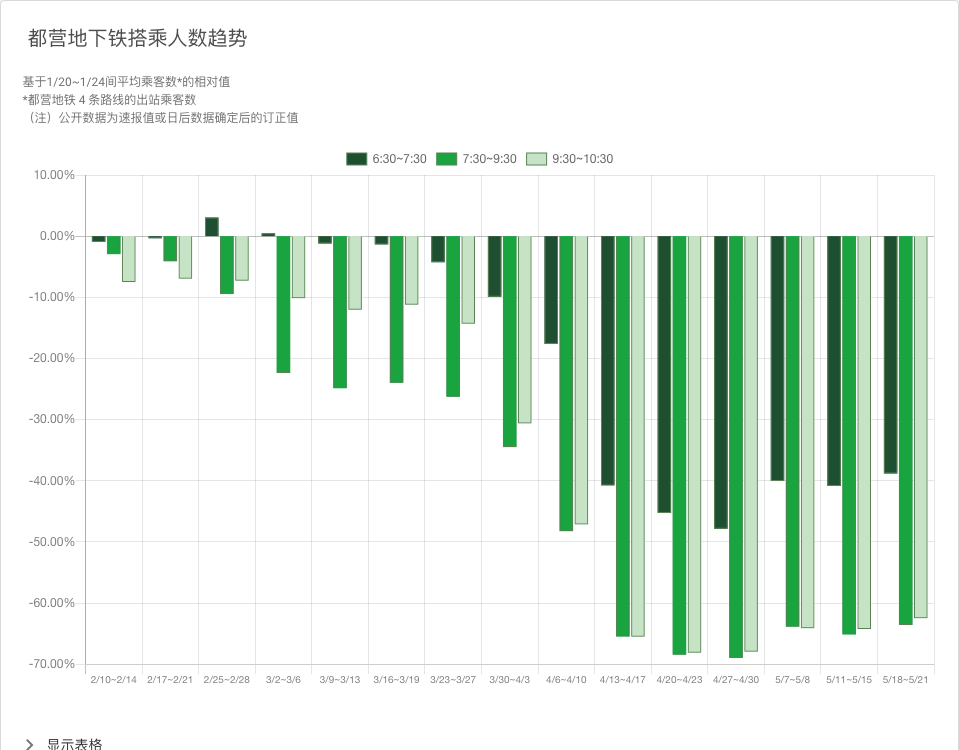 都营地下铁搭乘人数趋势
基于1/20~1/24间平均乘客数*的相对值
*都营地铁 4 条路线的出站乘客数
（注）公开数据为速报值或日后数据确定后的订正值
6:30~7:30 7:30~9:30 9:30~10:30
10.00%
0.00%
-10.00%
-20.00%
-30.00%
-40.00%
-50.00%
-60.00%
-70.00%
2/10~2/14 2/17~2/21 2/25~2/28 3/2~3/6 3/9~3/13 3/16~3/19 3/23~3/27 3/30~4/3 4/6~4/10 4/13~4/17 4/20~4/23 4/27~4/30 5/7~5/8 5/11~5/15 5/18~5/21
显示表格